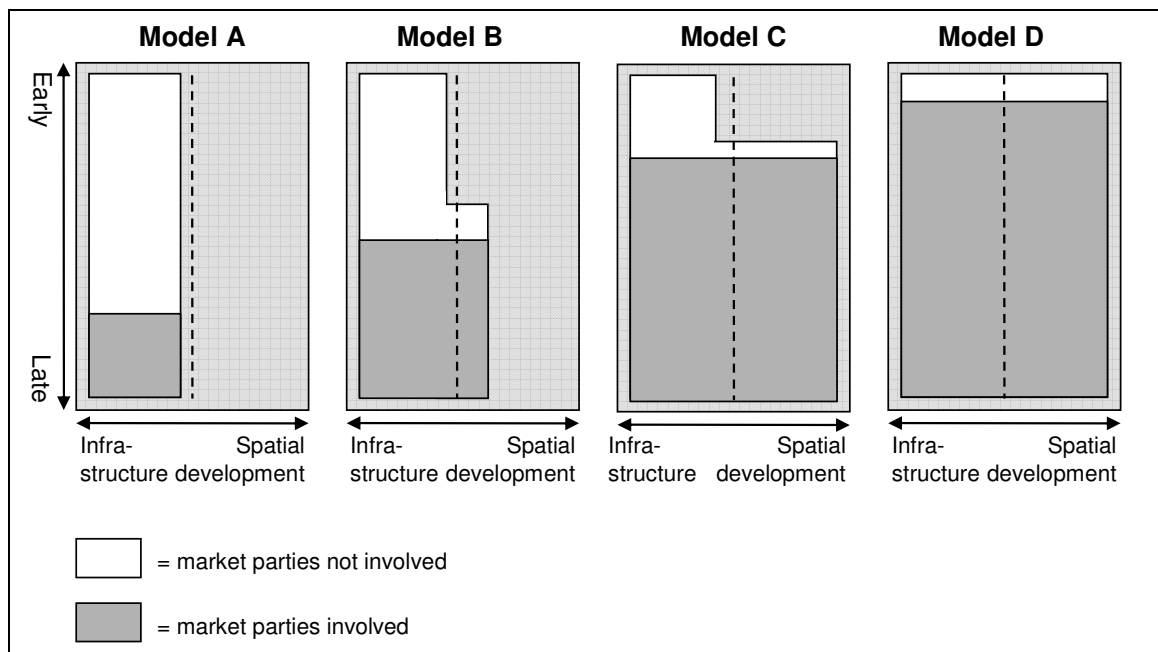 Model A Model B Model C Model D
Early
Late
Infra- Spatial
structure development
Infra- Spatial
structure development
Infra- Spatial
structure development
Infra- Spatial
structure development
= market parties not involved
= market parties involved